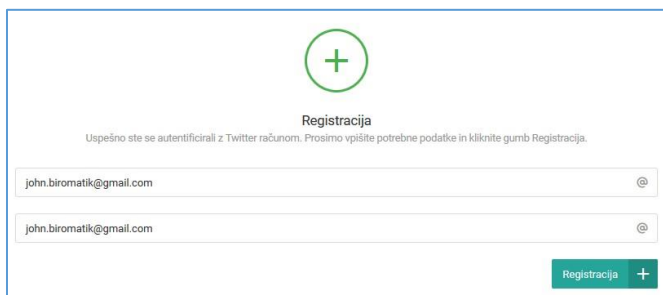 Registracija
Uspešno ste se autentificirali z Twitter računom. Prosimo vpišite potrebne podatke in kliknite gumb Registracija.
john.biromatik@gmail.com @
john.biromatik@gmail.com @
Registracija +